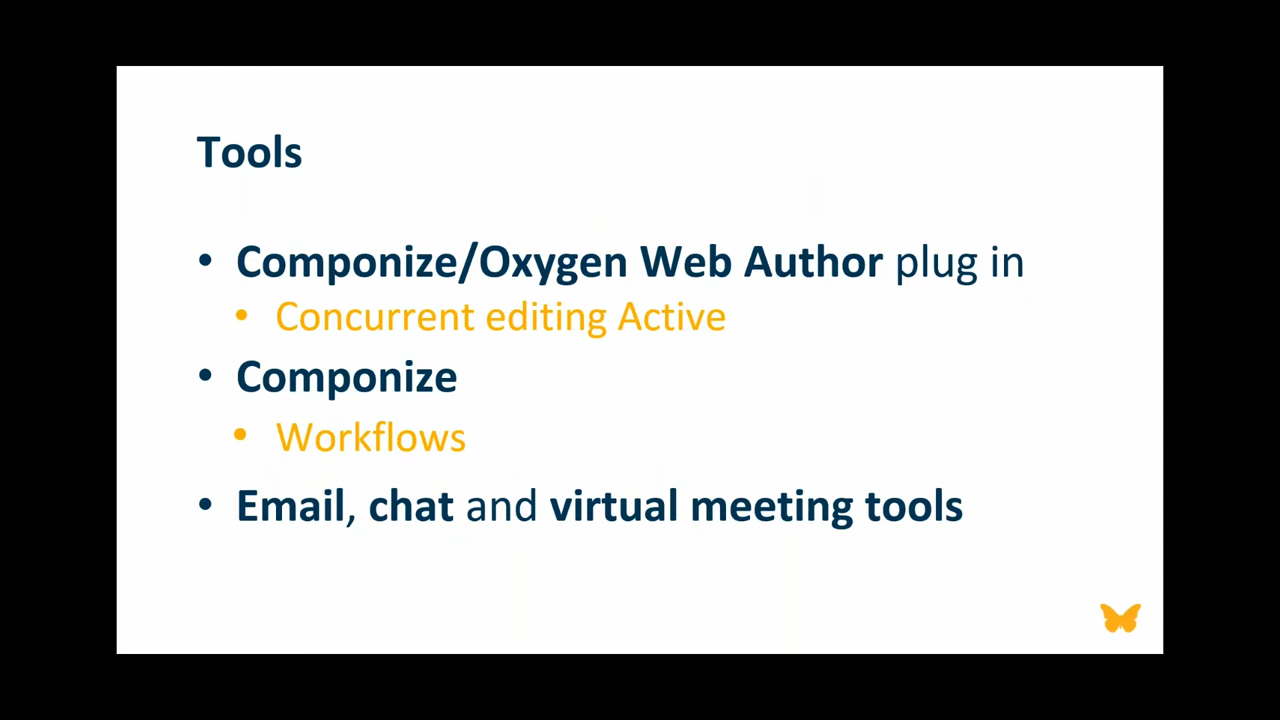 Tools
• Componize/Oxygen Web Author plug in
• Concurrent editing Active
• Componize
• Workflows
• Email, chat and virtual meeting tools